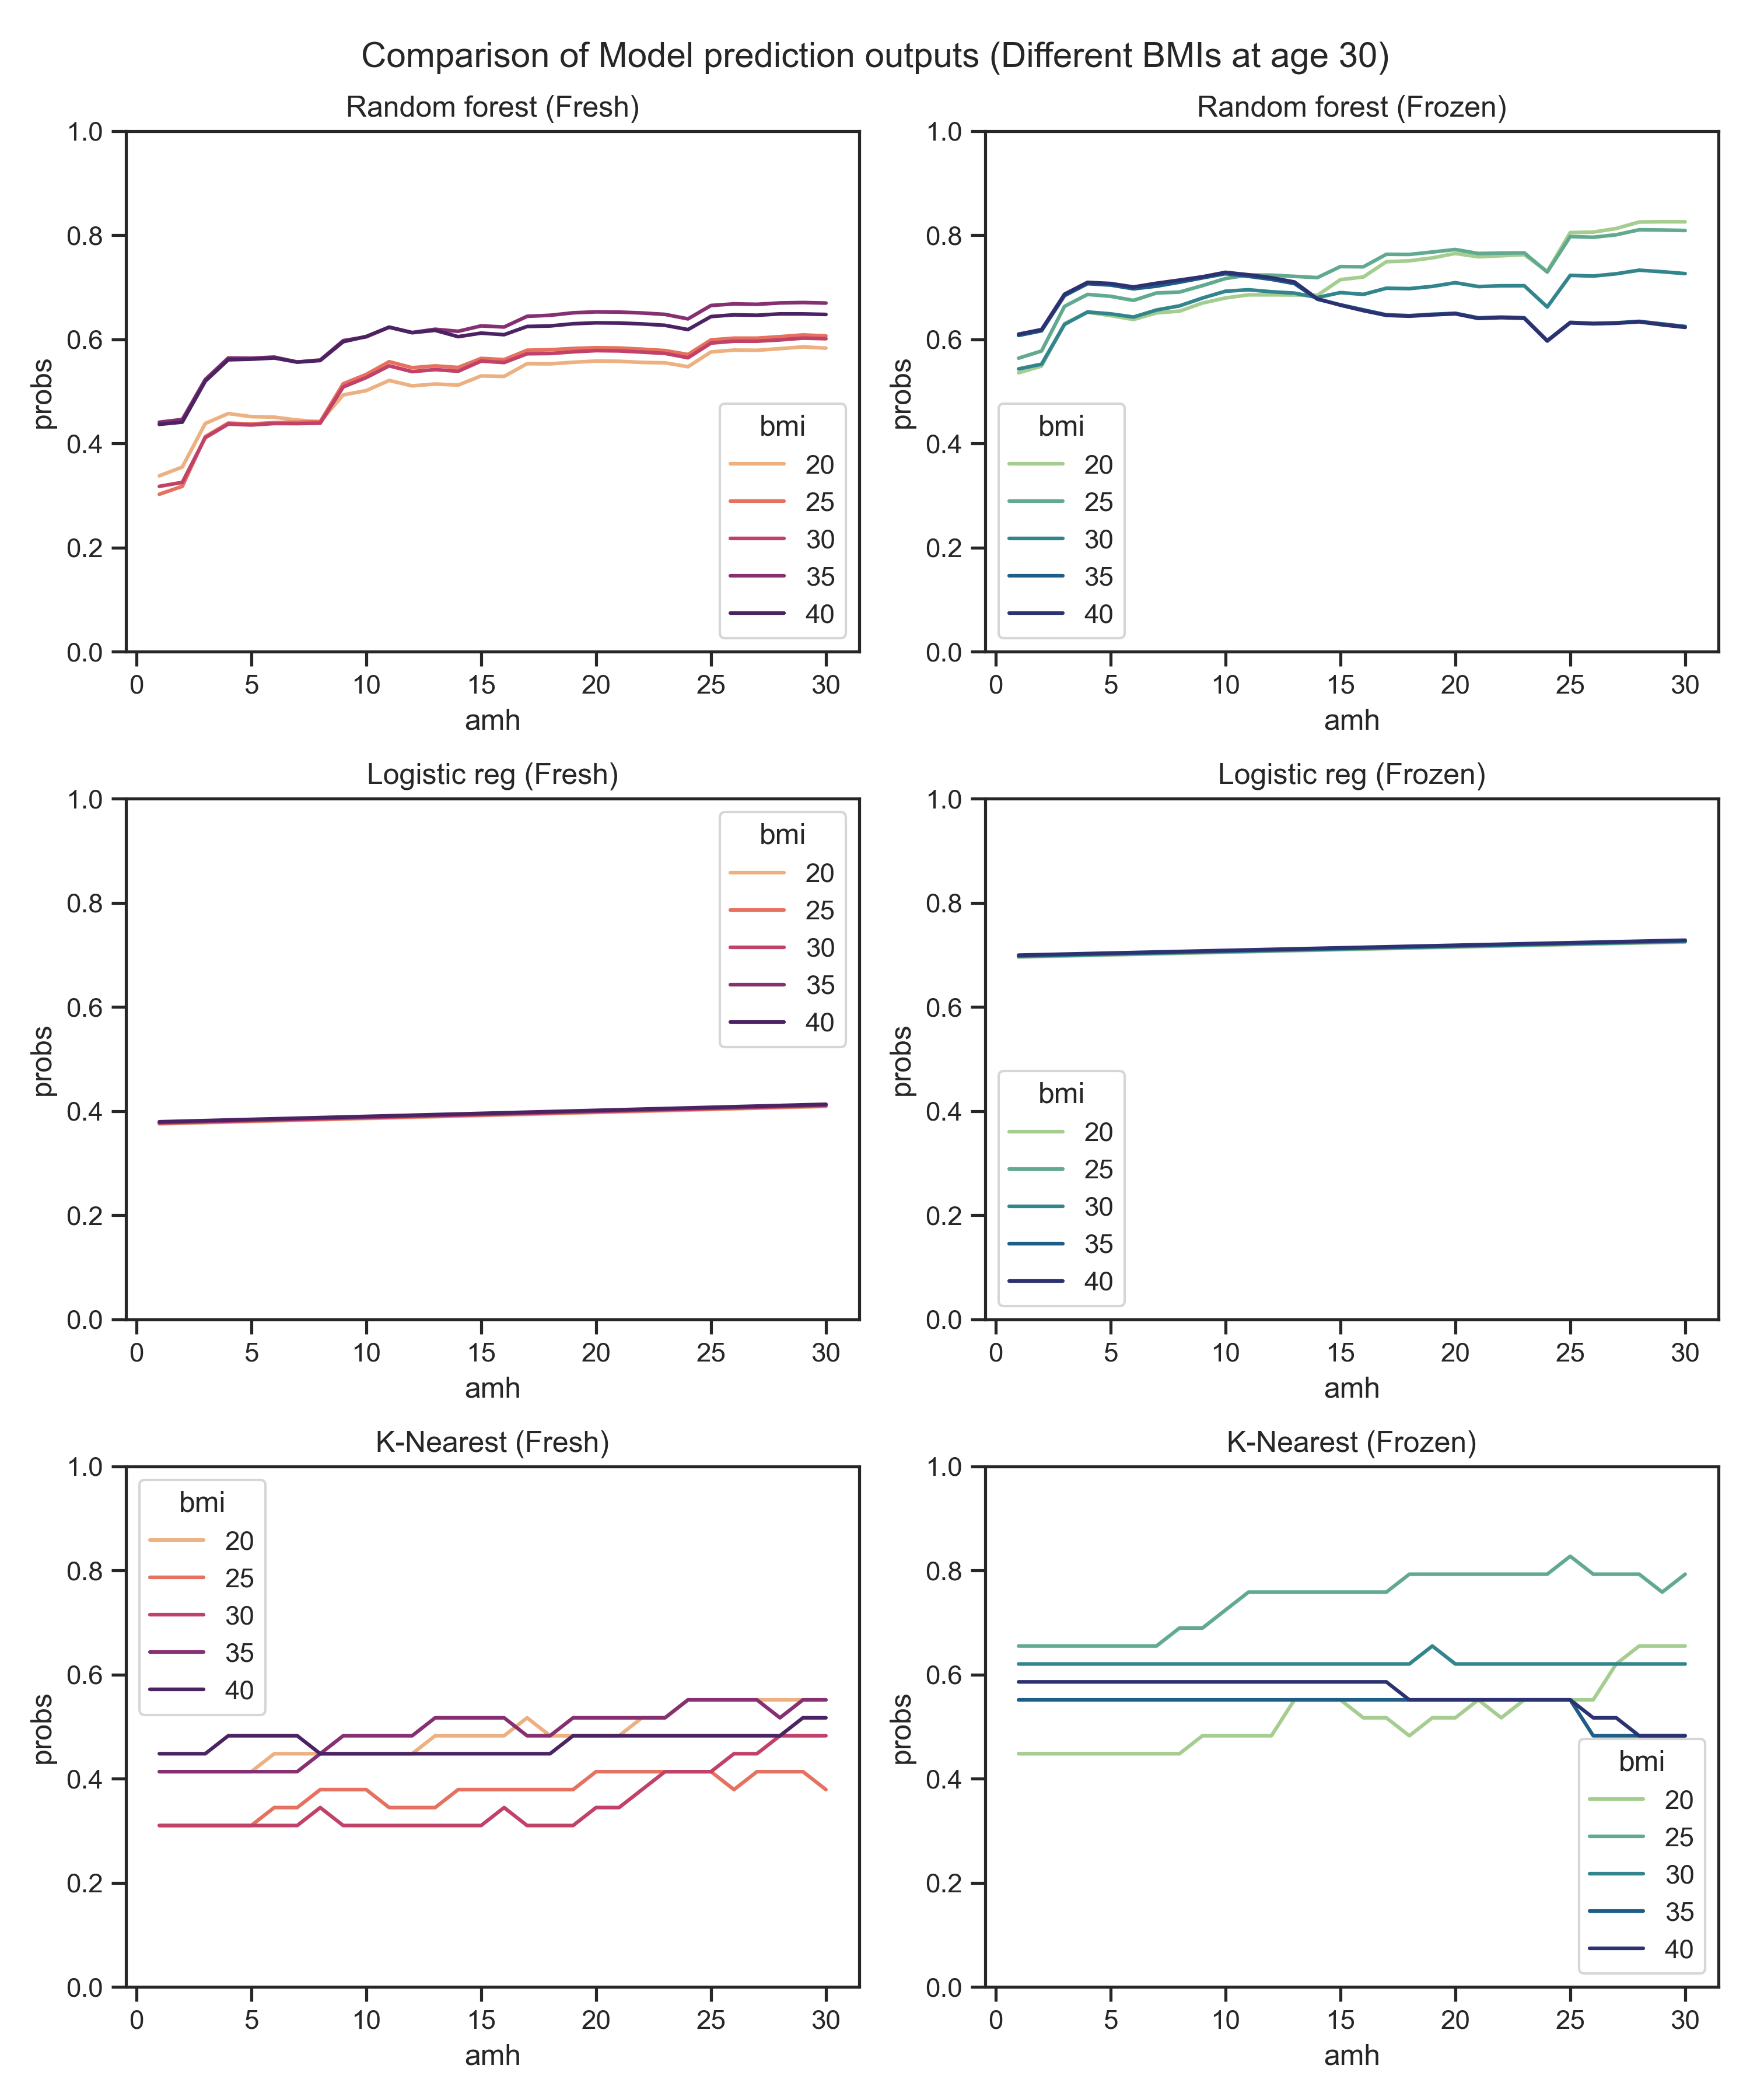 Comparison of Model prediction outputs (Different BMIs at age 30)
Random forest (Fresh)
1.0
0.8
0.6
0.4
0.2
0.0
probs
bmi
20
25
30
35
40
0 5 10 15 20 25 30
amh
Random forest (Frozen)
1.0
0.8
0.6
0.4
0.2
0.0
probs
bmi
20
25
30
35
40
0 5 10 15 20 25 30
amh
Logistic reg (Fresh)
1.0
0.8
0.6
0.4
0.2
0.0
probs
bmi
20
25
30
35
40
0 5 10 15 20 25 30
amh
Logistic reg (Frozen)
1.0
0.8
0.6
0.4
0.2
0.0
probs
bmi
20
25
30
35
40
0 5 10 15 20 25 30
amh
K-Nearest (Fresh)
1.0
0.8
0.6
0.4
0.2
0.0
probs
bmi
20
25
30
35
40
0 5 10 15 20 25 30
amh
K-Nearest (Frozen)
1.0
0.8
0.6
0.4
0.2
0.0
probs
bmi
20
25
30
35
40
0 5 10 15 20 25 30
amh